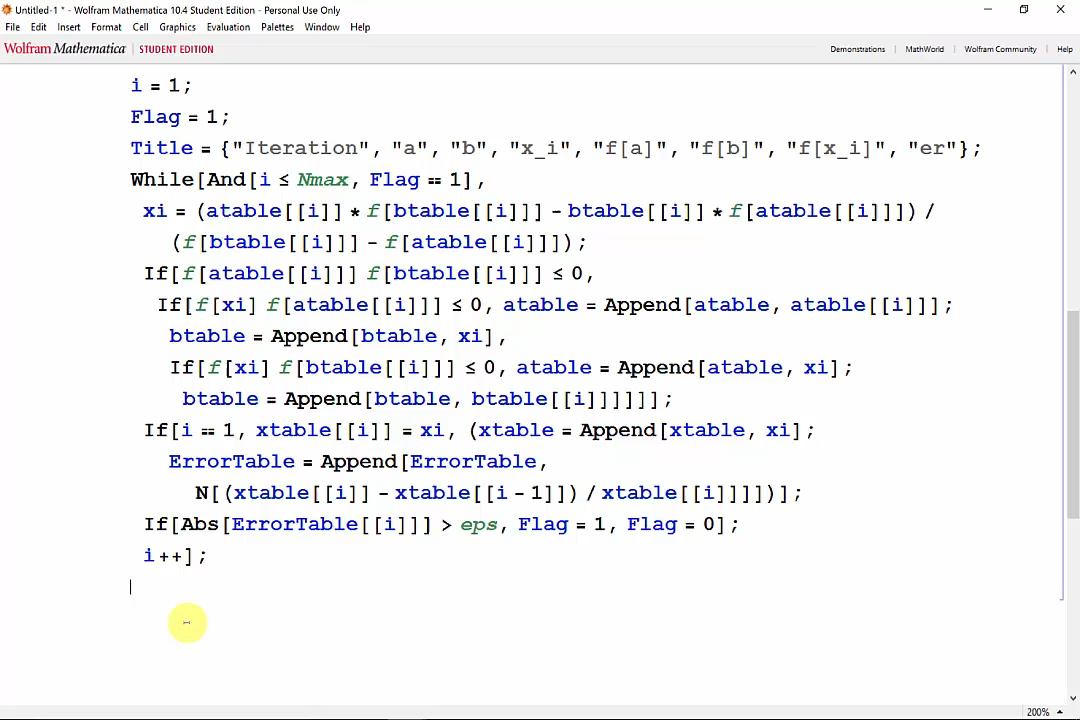 Untitled-1 * - Wolfram Mathematica 10.4 Student Edition - Personal Use Only
File Edit Insert Format Cell Graphics Evaluation Palettes Window Help
Wolfram Mathematica | STUDENT EDITION Demonstrations | MathWorld | Wolfram Community | Help
i = 1;
Flag = 1;
Title = {"Iteration", "a", "b", "x_i", "f[a]", "f[b]", "f[x_i]", "er"};
While[And[i ≤ Nmax, Flag == 1],
xi = (atable[[i]] * f[btable[[i]]] - btable[[i]] * f[atable[[i]]]) /
(f[btable[[i]]] - f[atable[[i]]]);
If[f[atable[[i]]] f[btable[[i]]] ≤ 0,
If[f[xi] f[atable[[i]]] ≤ 0, atable = Append[atable, atable[[i]]];
btable = Append[btable, xi],
If[f[xi] f[btable[[i]]] ≤ 0, atable = Append[atable, xi];
btable = Append[btable, btable[[i]]]]]];
If[i == 1, xtable[[i]] = xi, (xtable = Append[xtable, xi];
ErrorTable = Append[ErrorTable,
N[(xtable[[i]] - xtable[[i - 1]]) / xtable[[i]]]])];
If[Abs[ErrorTable[[i]]] > eps, Flag = 1, Flag = 0];
i++];
200%